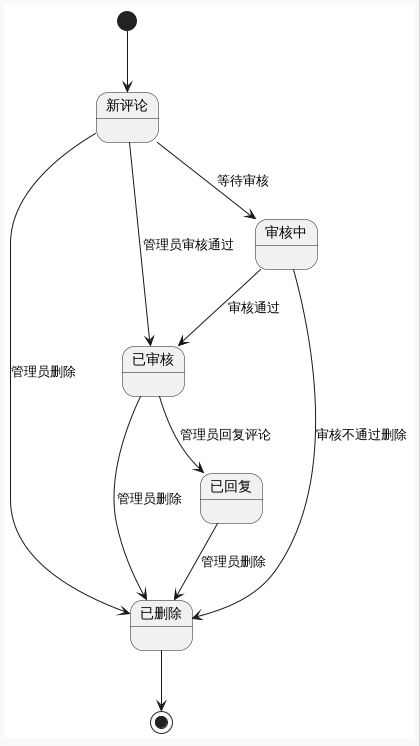 新评论
等待审核
审核中
管理员审核通过
审核通过
已审核
管理员删除
管理员回复评论
审核不通过删除
已回复
管理员删除
管理员删除
已删除